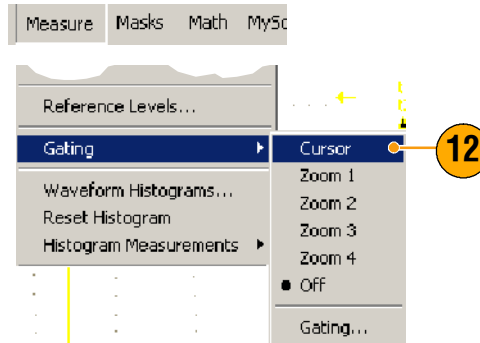 Measure Masks Math
Reference Levels...
Gating
Cursor
12
Zoom 1
Waveform Histograms...
Zoom 2
Reset Histogram
Zoom 3
Histogram Measurements
Zoom 4
Off
Gating...